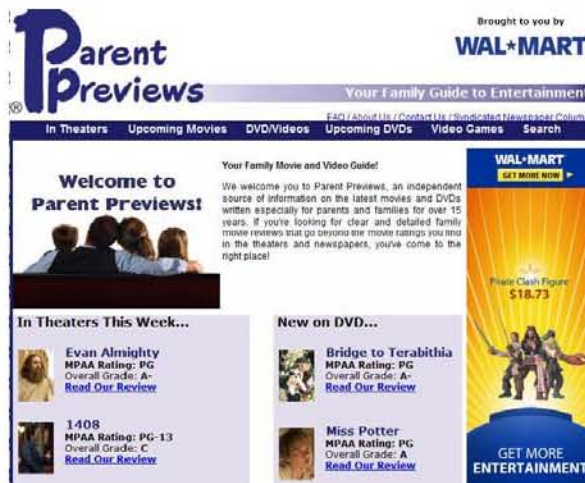 Parent
Previews
®
Brought to you by
WAL★MART
Your Family Guide to Entertainment
FAQ / About Us / Contact Us / Syndicated Newspaper Colum
In Theaters Upcoming Movies DVD/Videos Upcoming DVDs Video Games Search
Welcome to
Parent Previews!
Your Family Movie and Video Guide!
We welcome you to Parent Previews, an independent
source of information on the latest movies and DVDs
written especially for parents and families for over 15
years. If you're looking for clear and detailed family
movie reviews that go beyond the movie ratings you find
in the theaters and newspapers, you've come to the
right place!
WAL★MART
GET MORE NOW
Pirate Clash Figure
$18.73
GET MORE
ENTERTAINMENT
In Theaters This Week...
Evan Almighty
MPAA Rating: PG
Overall Grade: A-
Read Our Review
1408
MPAA Rating: PG-13
Overall Grade: C
Read Our Review
New on DVD...
Bridge to Terabithia
MPAA Rating: PG
Overall Grade: A-
Read Our Review
Miss Potter
MPAA Rating: PG
Overall Grade: A
Read Our Review